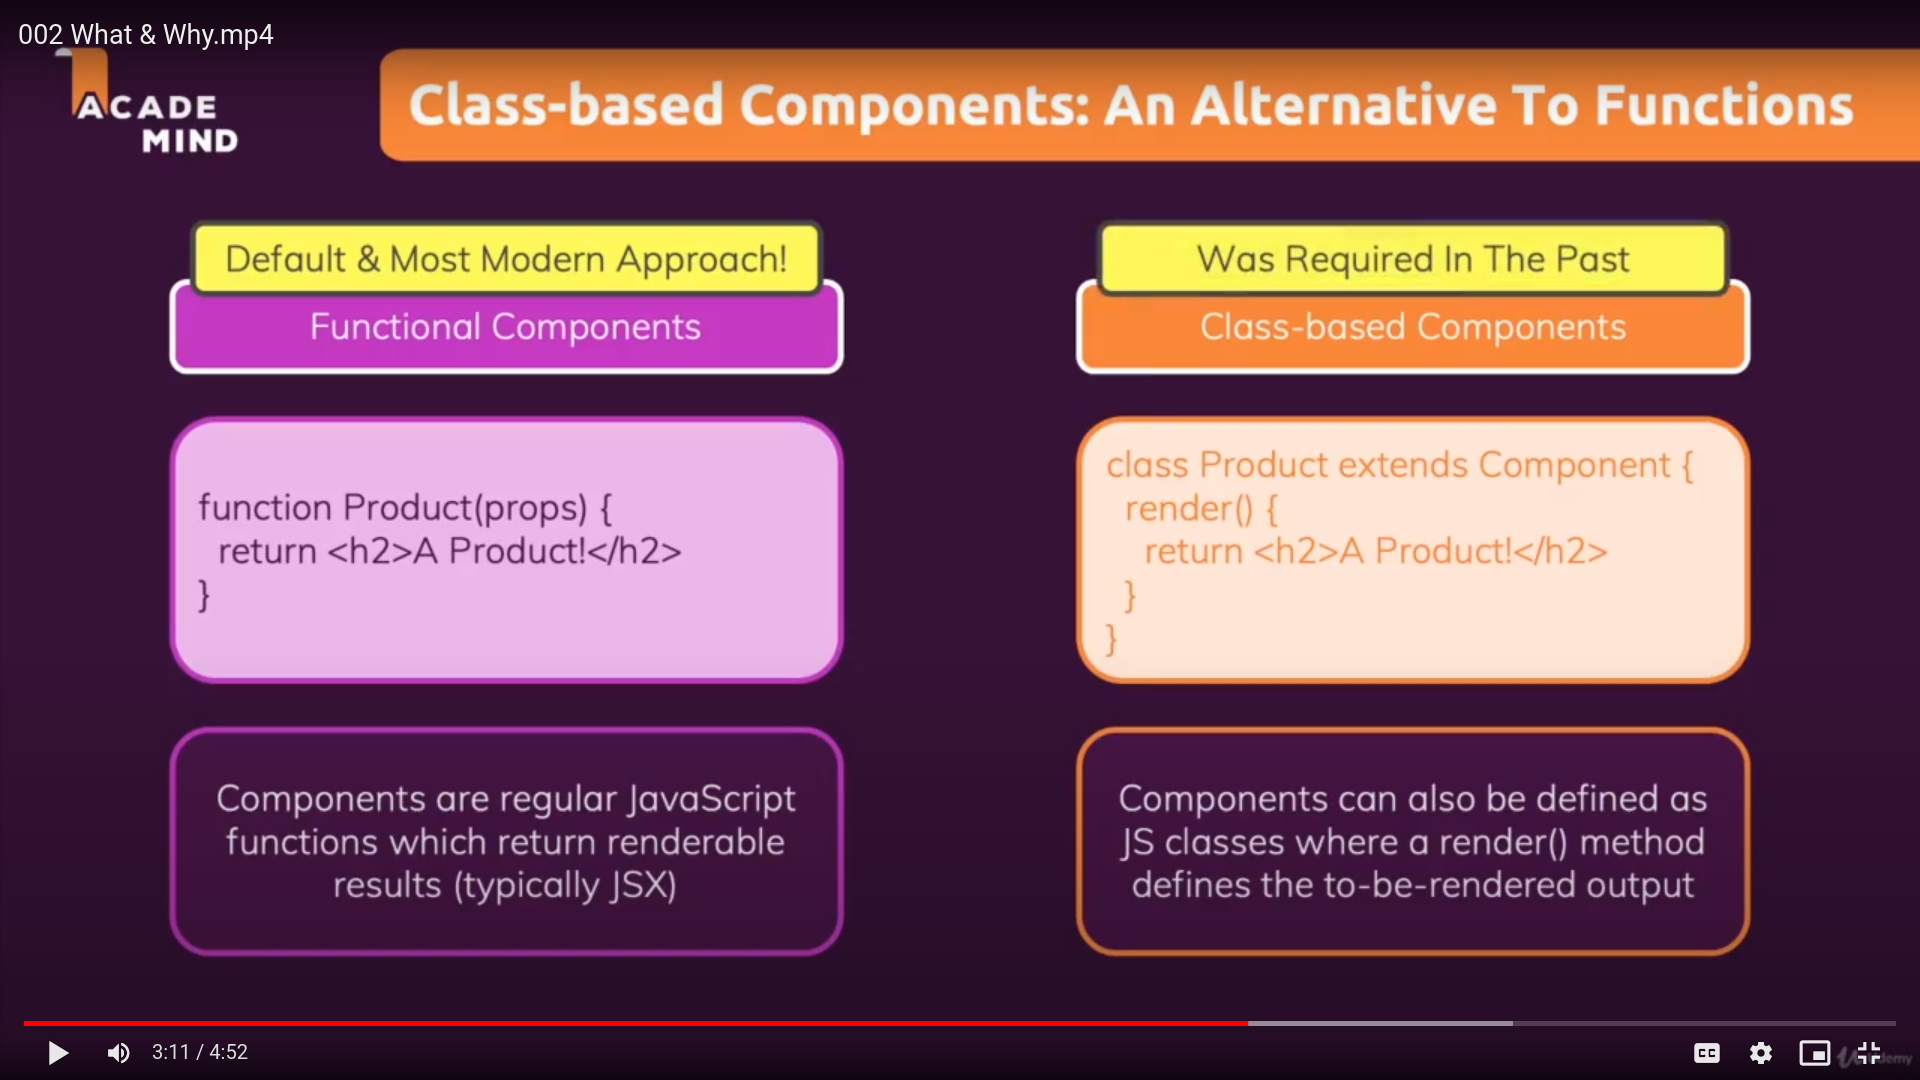 002 What & Why.mp4
ACADE
MIND
Class-based Components: An Alternative To Functions
Default & Most Modern Approach!
Functional Components
function Product(props) {
return <h2>A Product!</h2>
}
Components are regular JavaScript
functions which return renderable
results (typically JSX)
Was Required In The Past
Class-based Components
class Product extends Component {
render() {
return <h2>A Product!</h2>
}
}
Components can also be defined as
JS classes where a render() method
defines the to-be-rendered output
3:11 / 4:52
CC